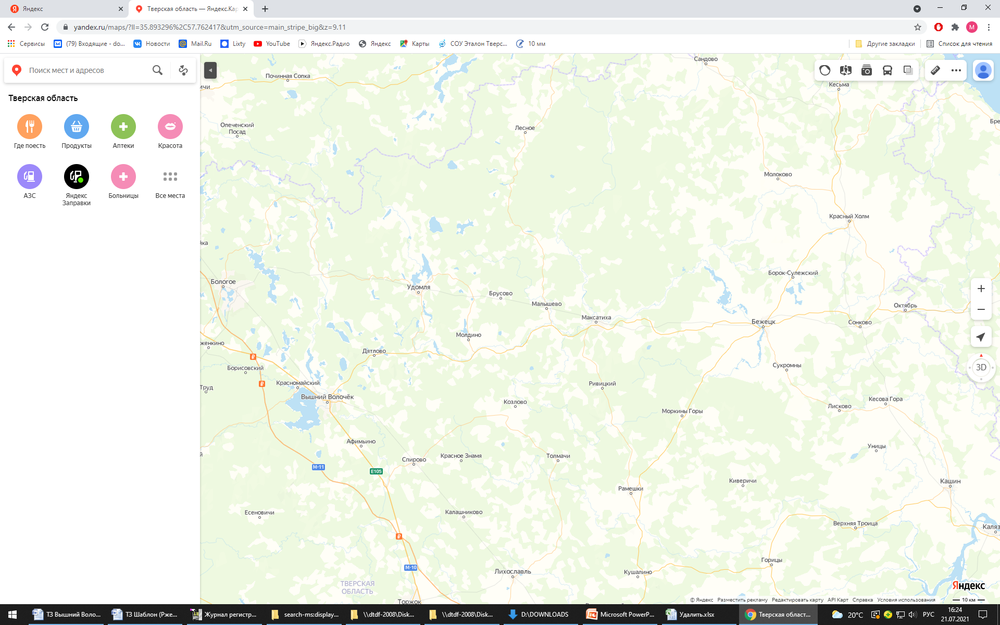 Яндекс
Тверская область — Яндекс.Кар
yandex.ru/maps/?ll=35.893296%2C57.762417&utm_source=main_stripe_big&z=9.11
M
Сервисы
(79) Входящие - do...
Новости
Mail.Ru
Lixty
YouTube
Яндекс.Радио
Яндекс
Карты
СОУ Эталон Тверс...
10 мм
Другие закладки
Список для чтения
Поиск мест и адресов
Тверская область
Где поесть
Продукты
Аптеки
Красота
АЗС
Яндекс
Заправки
Больницы
Все места
Сандово
Починная Сопка
ичи
Кесьма
Опеченский
Посад
Лесное
Бре
Молоково
Красный Холм
йка
Борок-Сулежский
Бологое
Удомля
Брусово
Малышево
Октябрь
Максатиха
Бежецк
Сонково
Молдино
женкино
Дятлово
Борисовский
Сукромны
3D
Красномайский
Труд
Ривицкий
Вышний Волочёк
Козлово
Кесова Гора
Лисково
Моркины Горы
Афимьино
Уницы
й
Спирово
Красное Знамя
Толмачи
М-11
E105
Киверичи
Кашин
Рамешки
Есеновичи
Калашниково
Верхняя Троица
Каляз
Горицы
М-10
Лихославль
Кушалино
ТВЕРСКАЯ
ОБЛАСТЬ
Яндекс
Торжок
© Яндекс
Разместить рекламу
Редактировать карту
API Карт
Справка
Условия использования
10 км
ТЗ Вышний Воло...
ТЗ Шаблон (Рже...
Журнал регистр...
search-ms:display...
\\dtdf-2008\Disk...
\\dtdf-2008\Disk...
D:\DOWNLOADS
Microsoft PowerP...
Удалить.xlsx
Тверская област...
20°C
РУС
16:24
21.07.2021